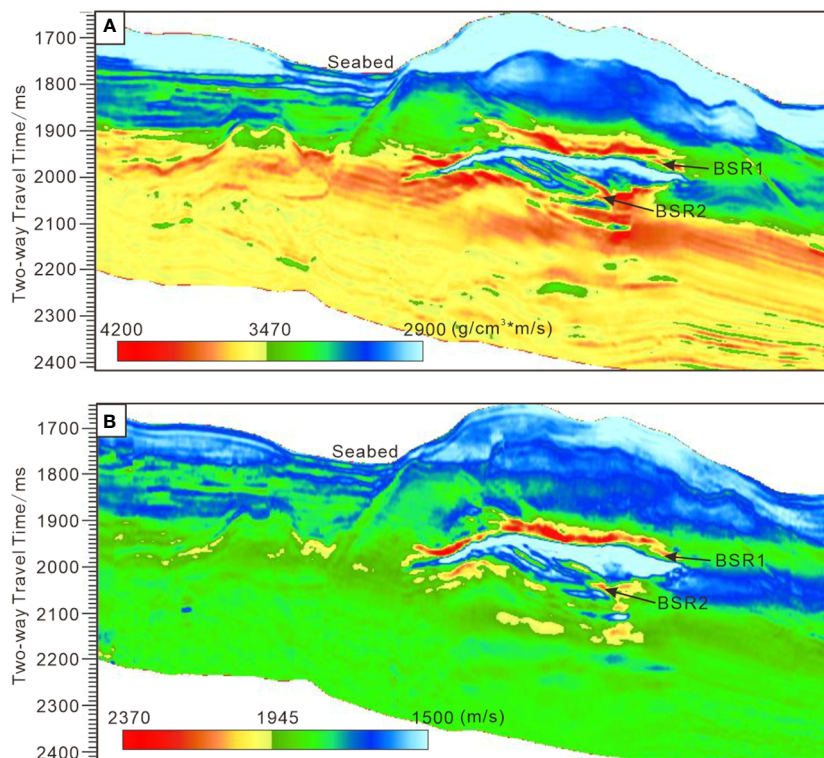 A
Two-way Travel Time/ms
1700
1800
1900
2000
2100
2200
2300
2400
Seabed
BSR1
BSR2
4200 3470 2900 (g/cm³*m/s)
B
Two-way Travel Time/ms
1700
1800
1900
2000
2100
2200
2300
2400
Seabed
BSR1
BSR2
2370 1945 1500 (m/s)